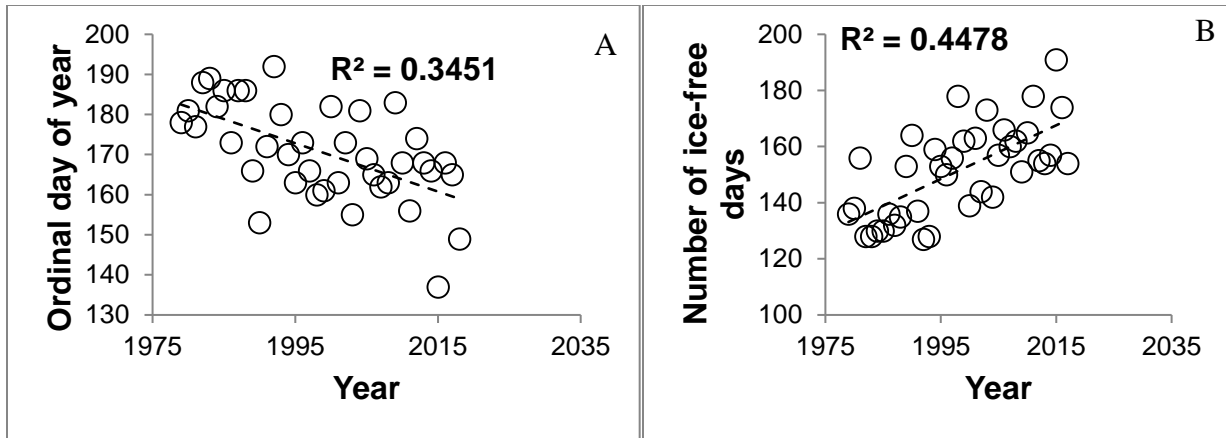 A
R² = 0.3451
Ordinal day of year
200
190
180
170
160
150
140
130
1975
1995
2015
2035
Year
B
R² = 0.4478
Number of ice-free
days
200
180
160
140
120
100
1975
1995
2015
2035
Year